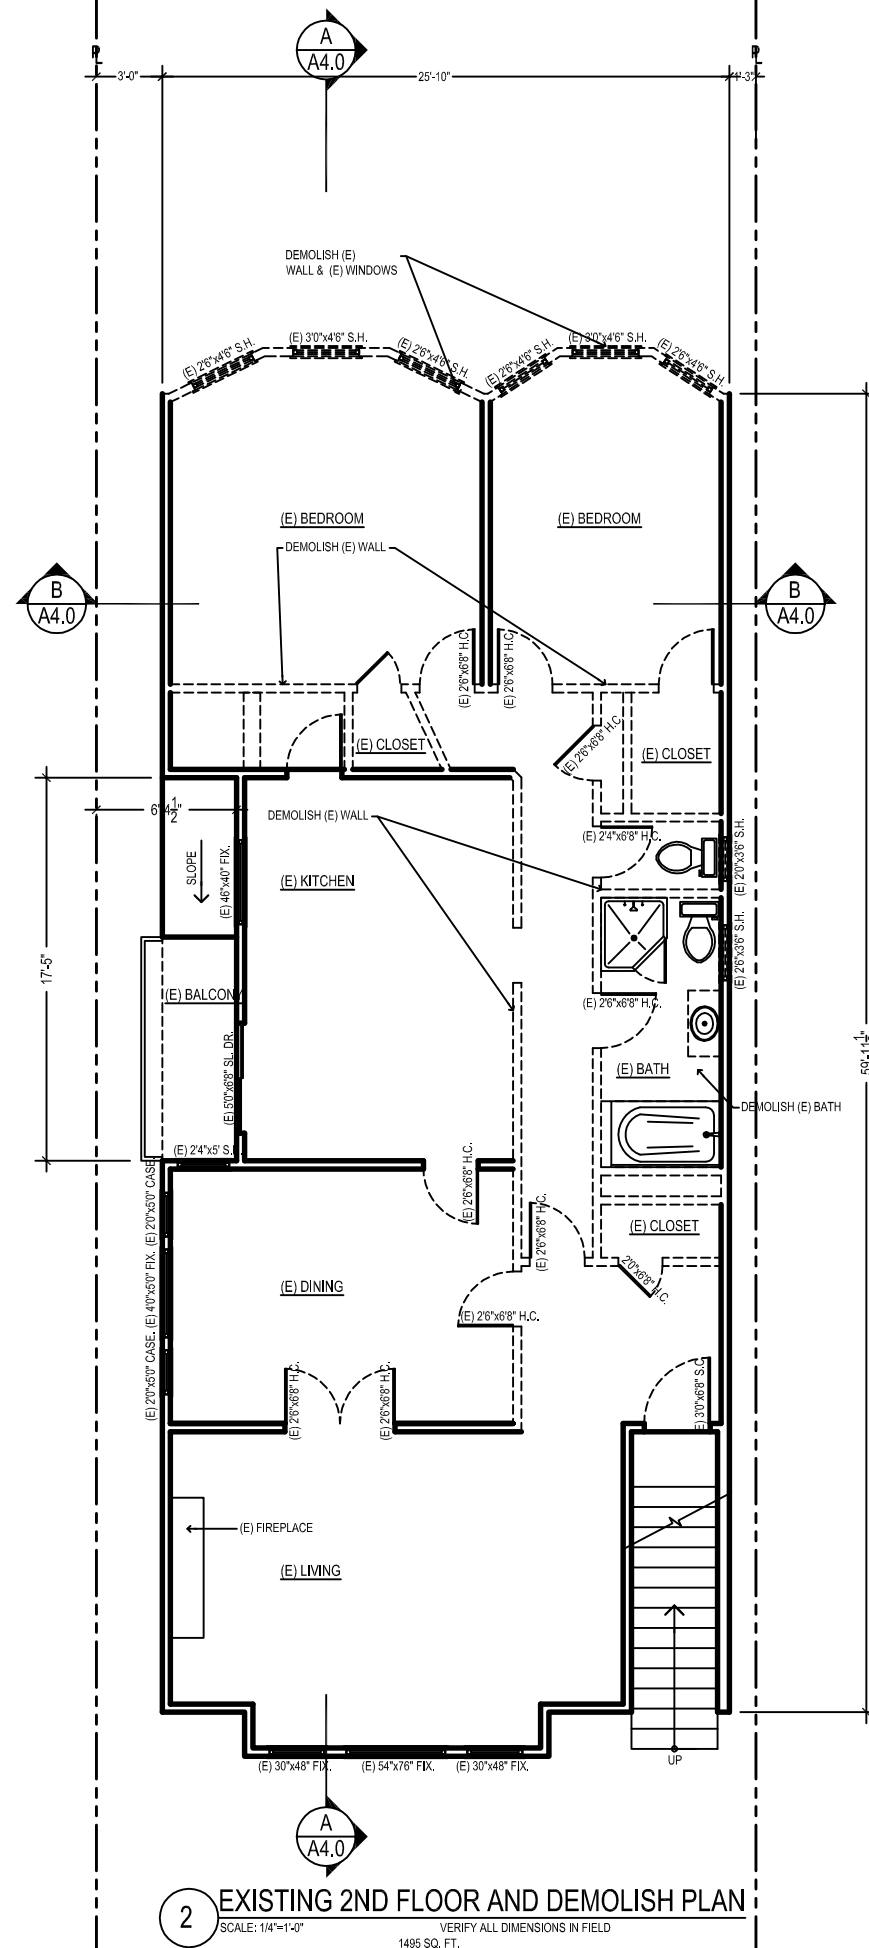 A
A4.0
PL
PL
3'-0"
25'-10"
1'-3"
DEMOLISH (E)
WALL & (E) WINDOWS
(E) 2'6"x4'6" S.H.
(E) 3'0"x4'6" S.H.
(E) 2'6"x4'6" S.H.
(E) 2'6"x4'6" S.H.
(E) 3'0"x4'6" S.H.
(E) 2'6"x4'6" S.H.
(E) BEDROOM
(E) BEDROOM
DEMOLISH (E) WALL
B
A4.0
B
A4.0
(E) 2'6"x6'8" H.C.
(E) 2'6"x6'8" H.C.
(E) 2'6"x6'8" H.C.
(E) CLOSET
(E) CLOSET
6'-4 1/2"
DEMOLISH (E) WALL
(E) 2'4"x6'8" H.C.
SLOPE
(E) 46"x40" FIX.
(E) KITCHEN
(E) 2'0"x3'6" S.H.
(E) 2'6"x3'6" S.H.
17'-5"
(E) BALCONY
(E) 2'6"x6'8" H.C.
(E) 5'0"x6'8" SL. DR.
(E) BATH
59'-11 1/2"
DEMOLISH (E) BATH
(E) 2'4"x5' S.
(E) 2'0"x5'0" CASE.
(E) 4'0"x5'0" FIX.
(E) 2'0"x5'0" CASE.
(E) 2'6"x6'8" H.C.
(E) 2'6"x6'8" H.C.
(E) CLOSET
2'0"x6'8" H.C.
(E) DINING
(E) 2'6"x6'8" H.C.
(E) 2'6"x6'8" H.C.
(E) 2'6"x6'8" H.C.
(E) 3'0"x6'8" S.C.
(E) FIREPLACE
(E) LIVING
UP
(E) 30"x48" FIX.
(E) 54"x76" FIX.
(E) 30"x48" FIX.
A
A4.0
2
EXISTING 2ND FLOOR AND DEMOLISH PLAN
SCALE: 1/4"=1'-0"
VERIFY ALL DIMENSIONS IN FIELD
1495 SQ. FT.